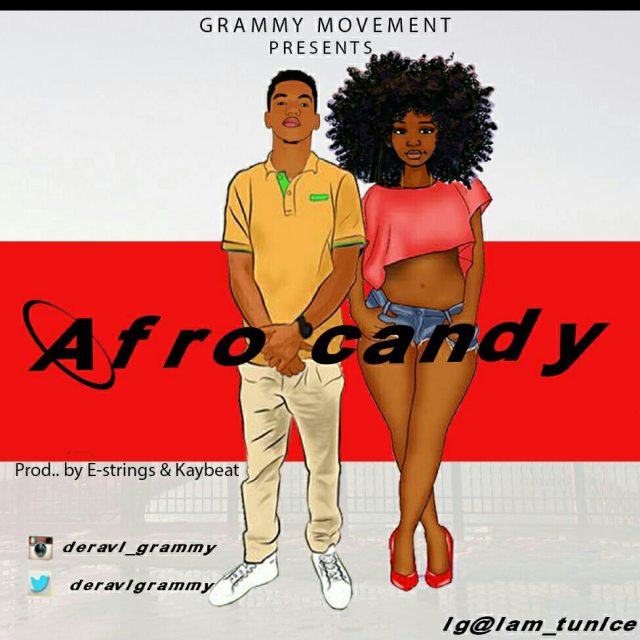 GRAMMY MOVEMENT
PRESENTS
Afro candy
Prod.. by E-strings & Kaybeat
deravl_grammy
deravlgrammy
Ig@Iam_tunIce